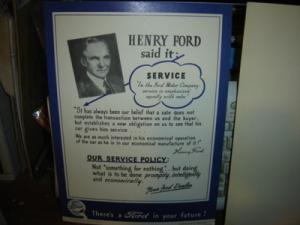 HENRY FORD
said it:
SERVICE
"In the Ford Motor Company
service is emphasized
equally with sales"
"It has always been our belief that a sale does not
complete the transaction between us and the buyer,
but establishes a new obligation on us to see that his
car gives him service
We are as much interested in his economical operation
of the car as he is in our economical manufacture of it!"
Henry Ford
OUR SERVICE POLICY:
Not "something for nothing"... but doing
what is to be done promptly, intelligently
and economically.
Your Ford Dealer
There's a Ford in your future!